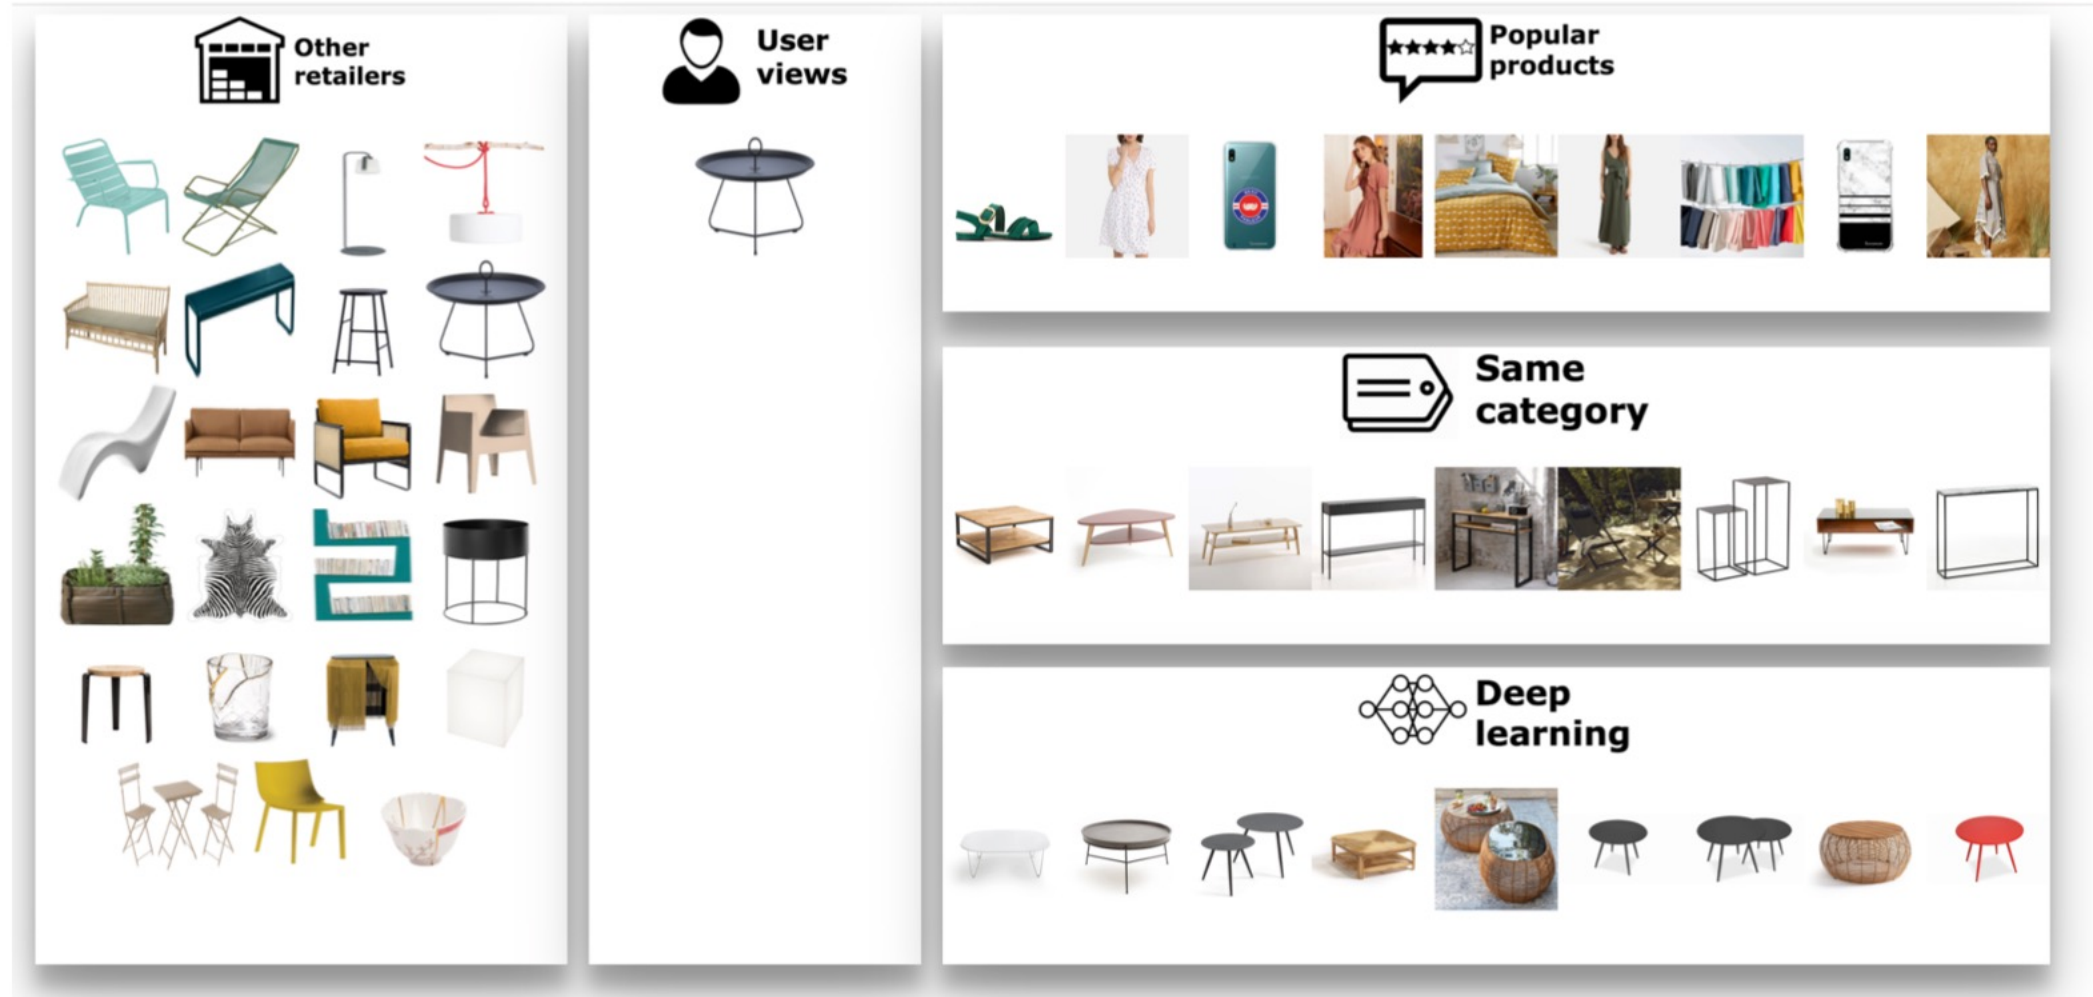 Other
retailers
User
views
Popular
products
Same
category
Deep
learning